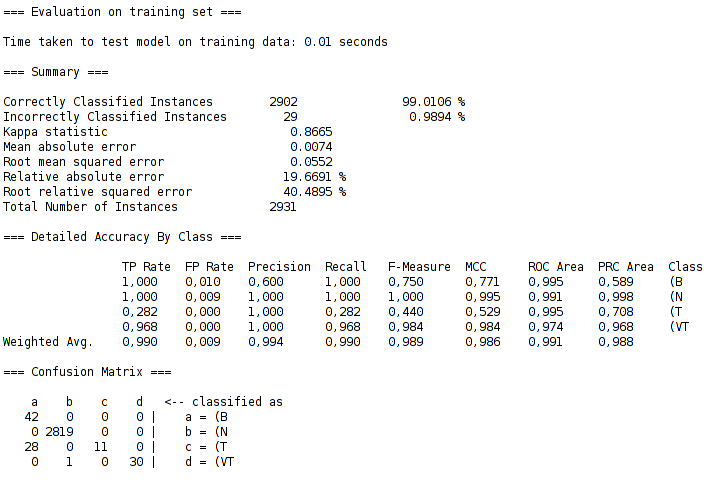 === Evaluation on training set ===
Time taken to test model on training data: 0.01 seconds
=== Summary ===
Correctly Classified Instances        2902               99.0106 %
Incorrectly Classified Instances        29                0.9894 %
Kappa statistic                          0.8665
Mean absolute error                      0.0074
Root mean squared error                  0.0552
Relative absolute error                 19.6691 %
Root relative squared error             40.4895 %
Total Number of Instances             2931
=== Detailed Accuracy By Class ===
                 TP Rate  FP Rate  Precision  Recall   F-Measure  MCC      ROC Area  PRC Area  Class
                 1,000    0,010    0,600      1,000    0,750      0,771    0,995     0,589     (B
                 1,000    0,009    1,000      1,000    1,000      0,995    0,991     0,998     (N
                 0,282    0,000    1,000      0,282    0,440      0,529    0,995     0,708     (T
                 0,968    0,000    1,000      0,968    0,984      0,984    0,974     0,968     (VT
Weighted Avg.    0,990    0,009    0,994      0,990    0,989      0,986    0,991     0,988
=== Confusion Matrix ===
    a    b    c    d   <-- classified as
   42    0    0    0 |    a = (B
    0 2819    0    0 |    b = (N
   28    0   11    0 |    c = (T
    0    1    0   30 |    d = (VT